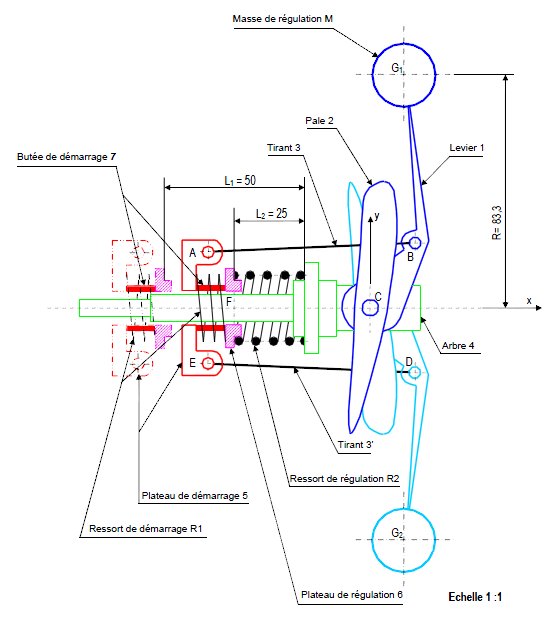 Masse de régulation M
G1
Pale 2
Tirant 3
Levier 1
Butée de démarrage 7
L1 = 50
R= 83,3
L2 = 25
y
A
B
F
C
x
Arbre 4
E
D
Tirant 3'
Ressort de régulation R2
Plateau de démarrage 5
Ressort de démarrage R1
G2
Plateau de régulation 6
Echelle 1 :1